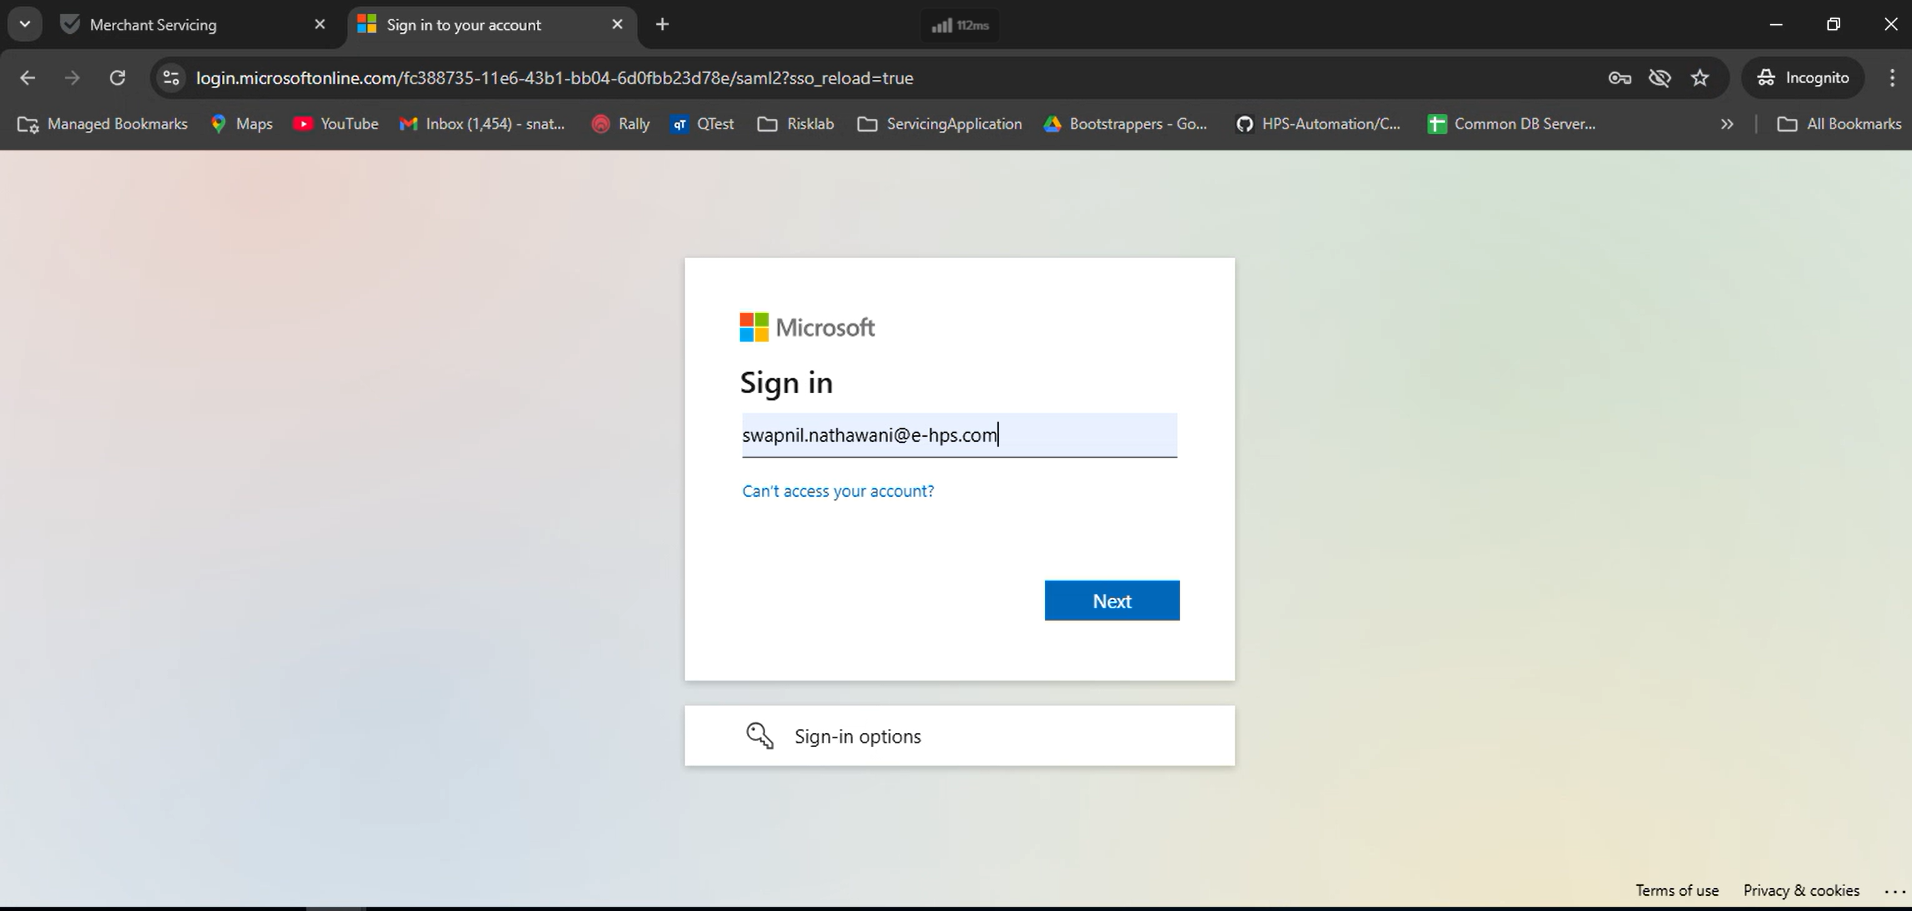 Merchant Servicing
Sign in to your account
112ms
login.microsoftonline.com/fc388735-11e6-43b1-bb04-6d0fbb23d78e/saml2?sso_reload=true
Incognito
Managed Bookmarks
Maps
YouTube
Inbox (1,454) - snat...
Rally
qT QTest
Risklab
ServicingApplication
Bootstrappers - Go...
HPS-Automation/C...
Common DB Server...
All Bookmarks
Microsoft
Sign in
swapnil.nathawani@e-hps.com
Can't access your account?
Next
Sign-in options
Terms of use
Privacy & cookies